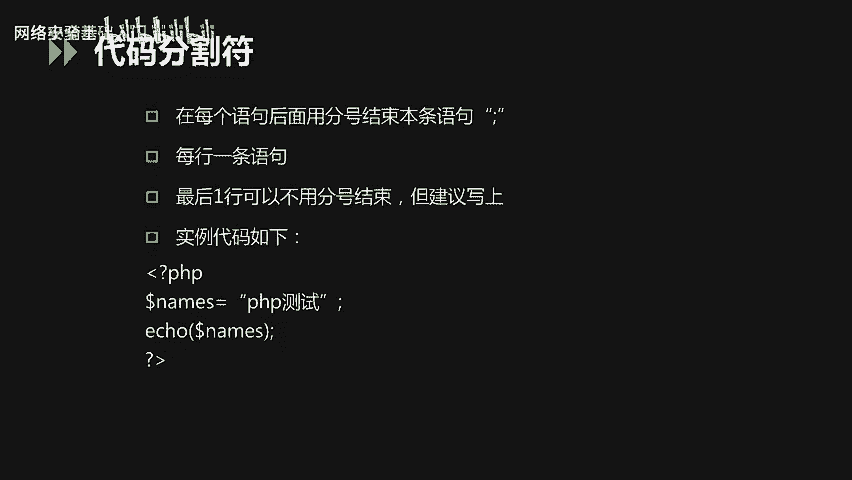 网络安全基础
代码分割符
在每个语句后面用分号结束本条语句“;”
每行一条语句
最后1行可以不用分号结束，但建议写上
实例代码如下：
<?php
$names=“php测试”;
echo($names);
?>